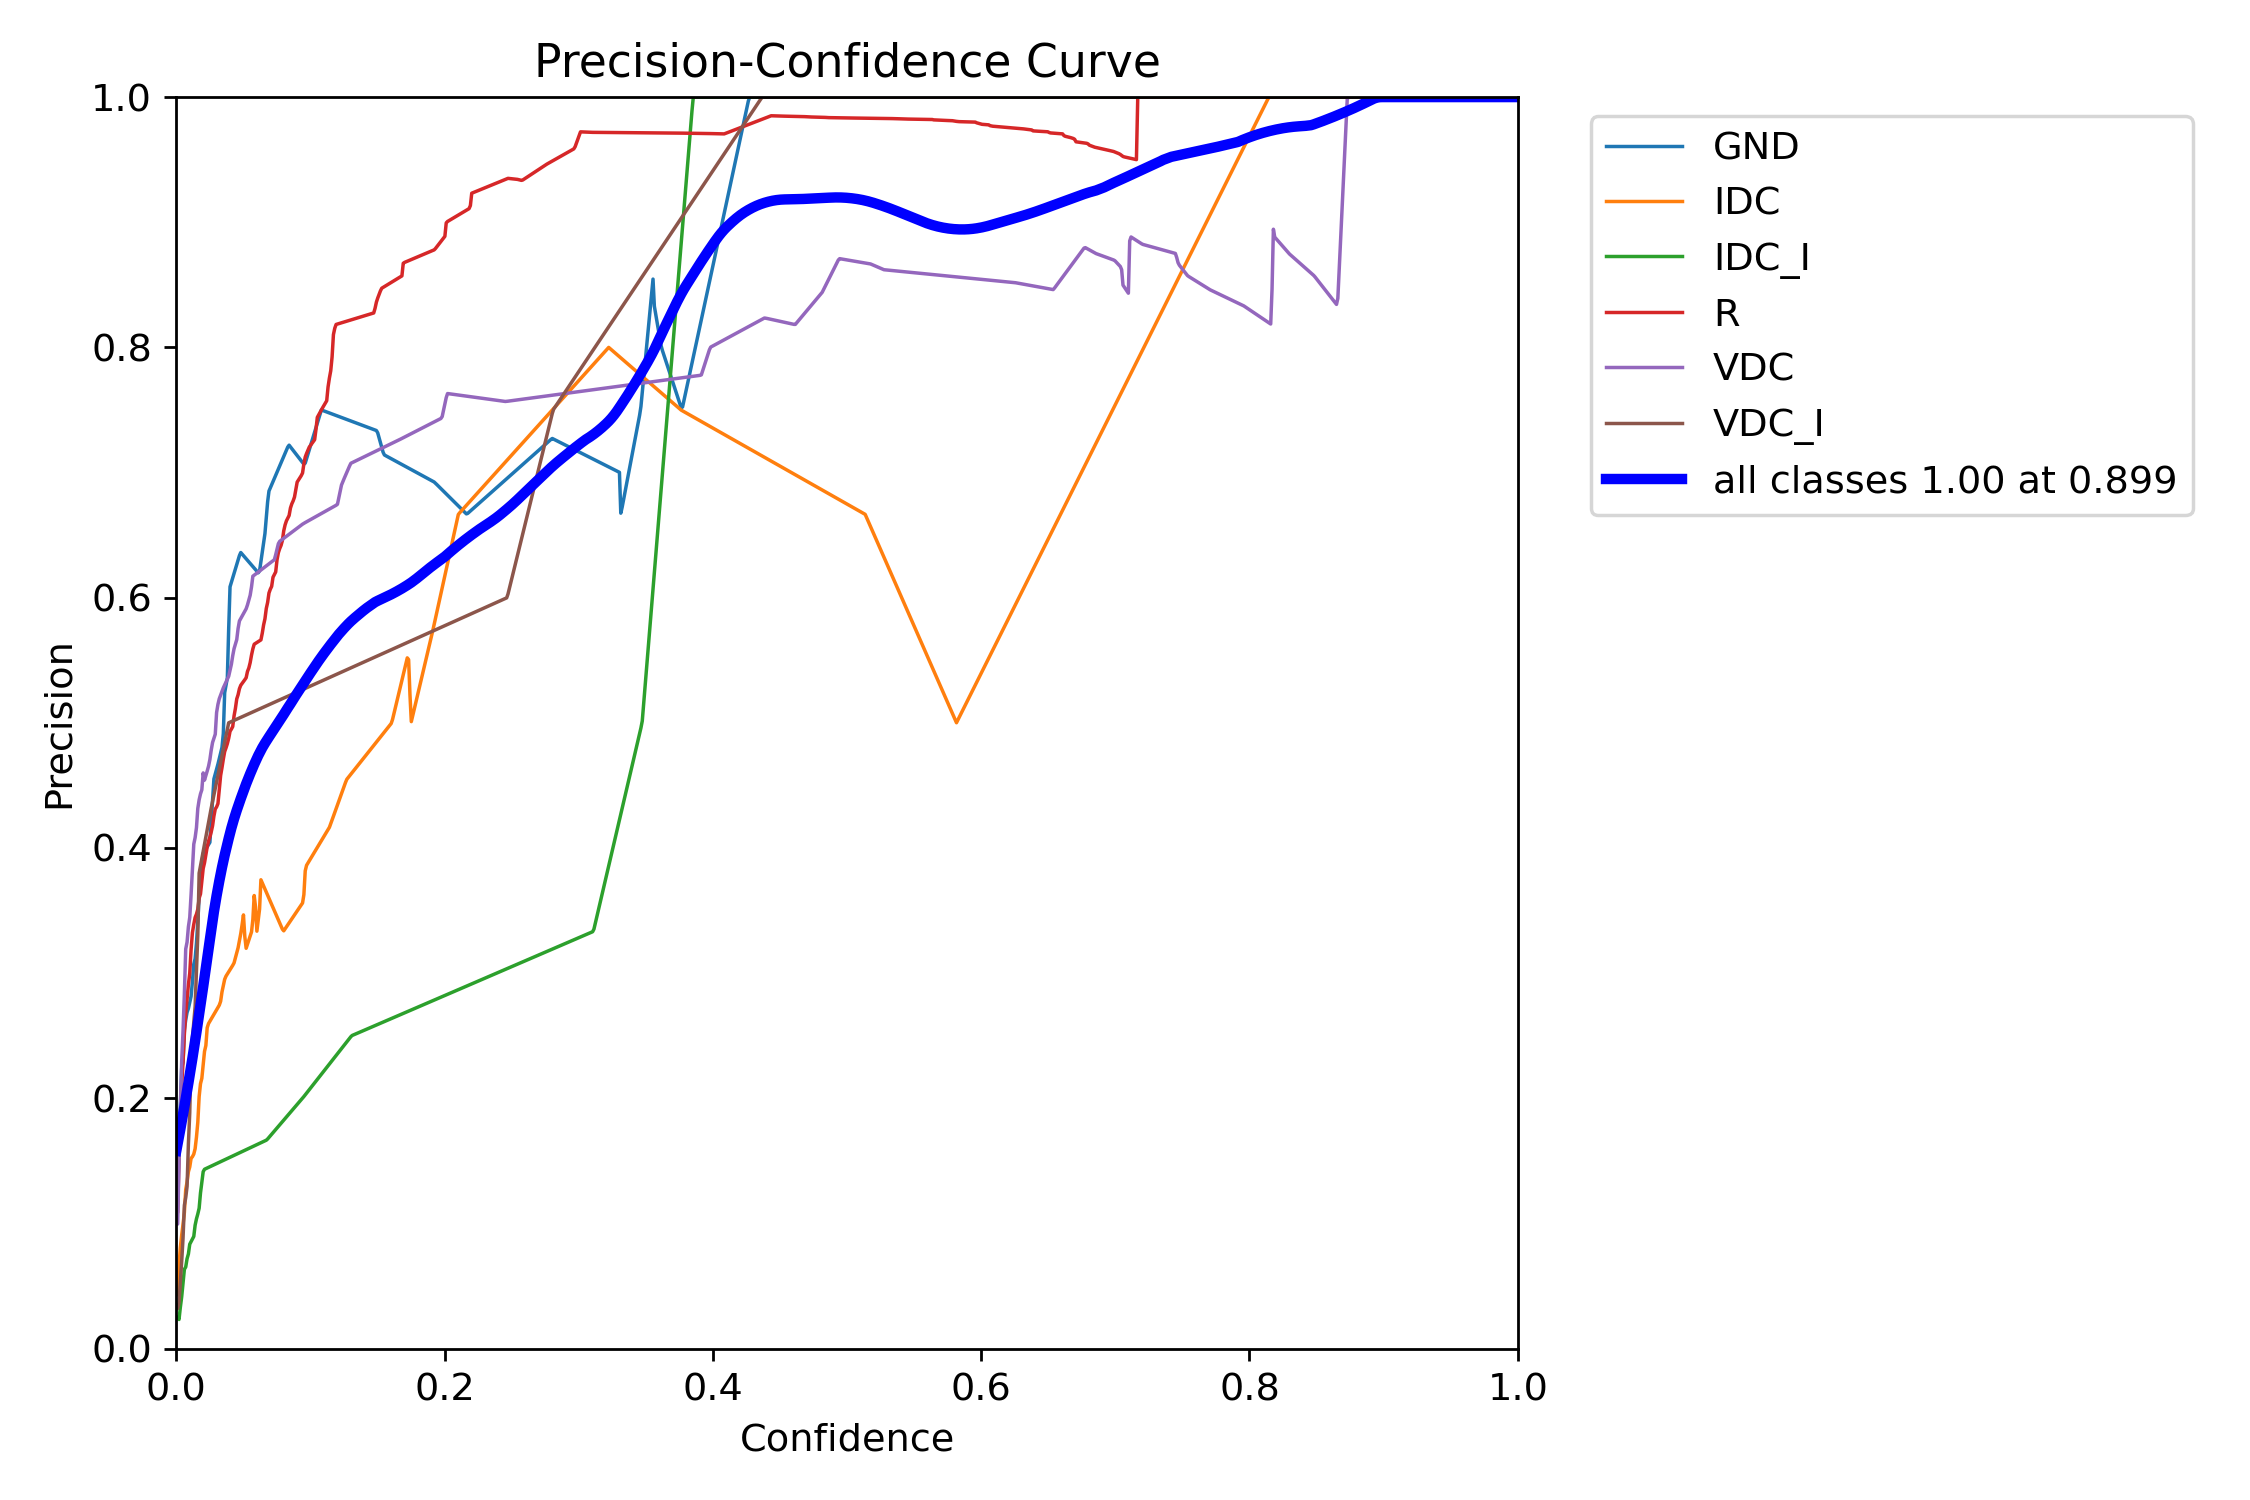 Precision-Confidence Curve
1.0
0.8
0.6
0.4
0.2
0.0
Precision
0.0 0.2 0.4 0.6 0.8 1.0
Confidence
GND
IDC
IDC_I
R
VDC
VDC_I
all classes 1.00 at 0.899